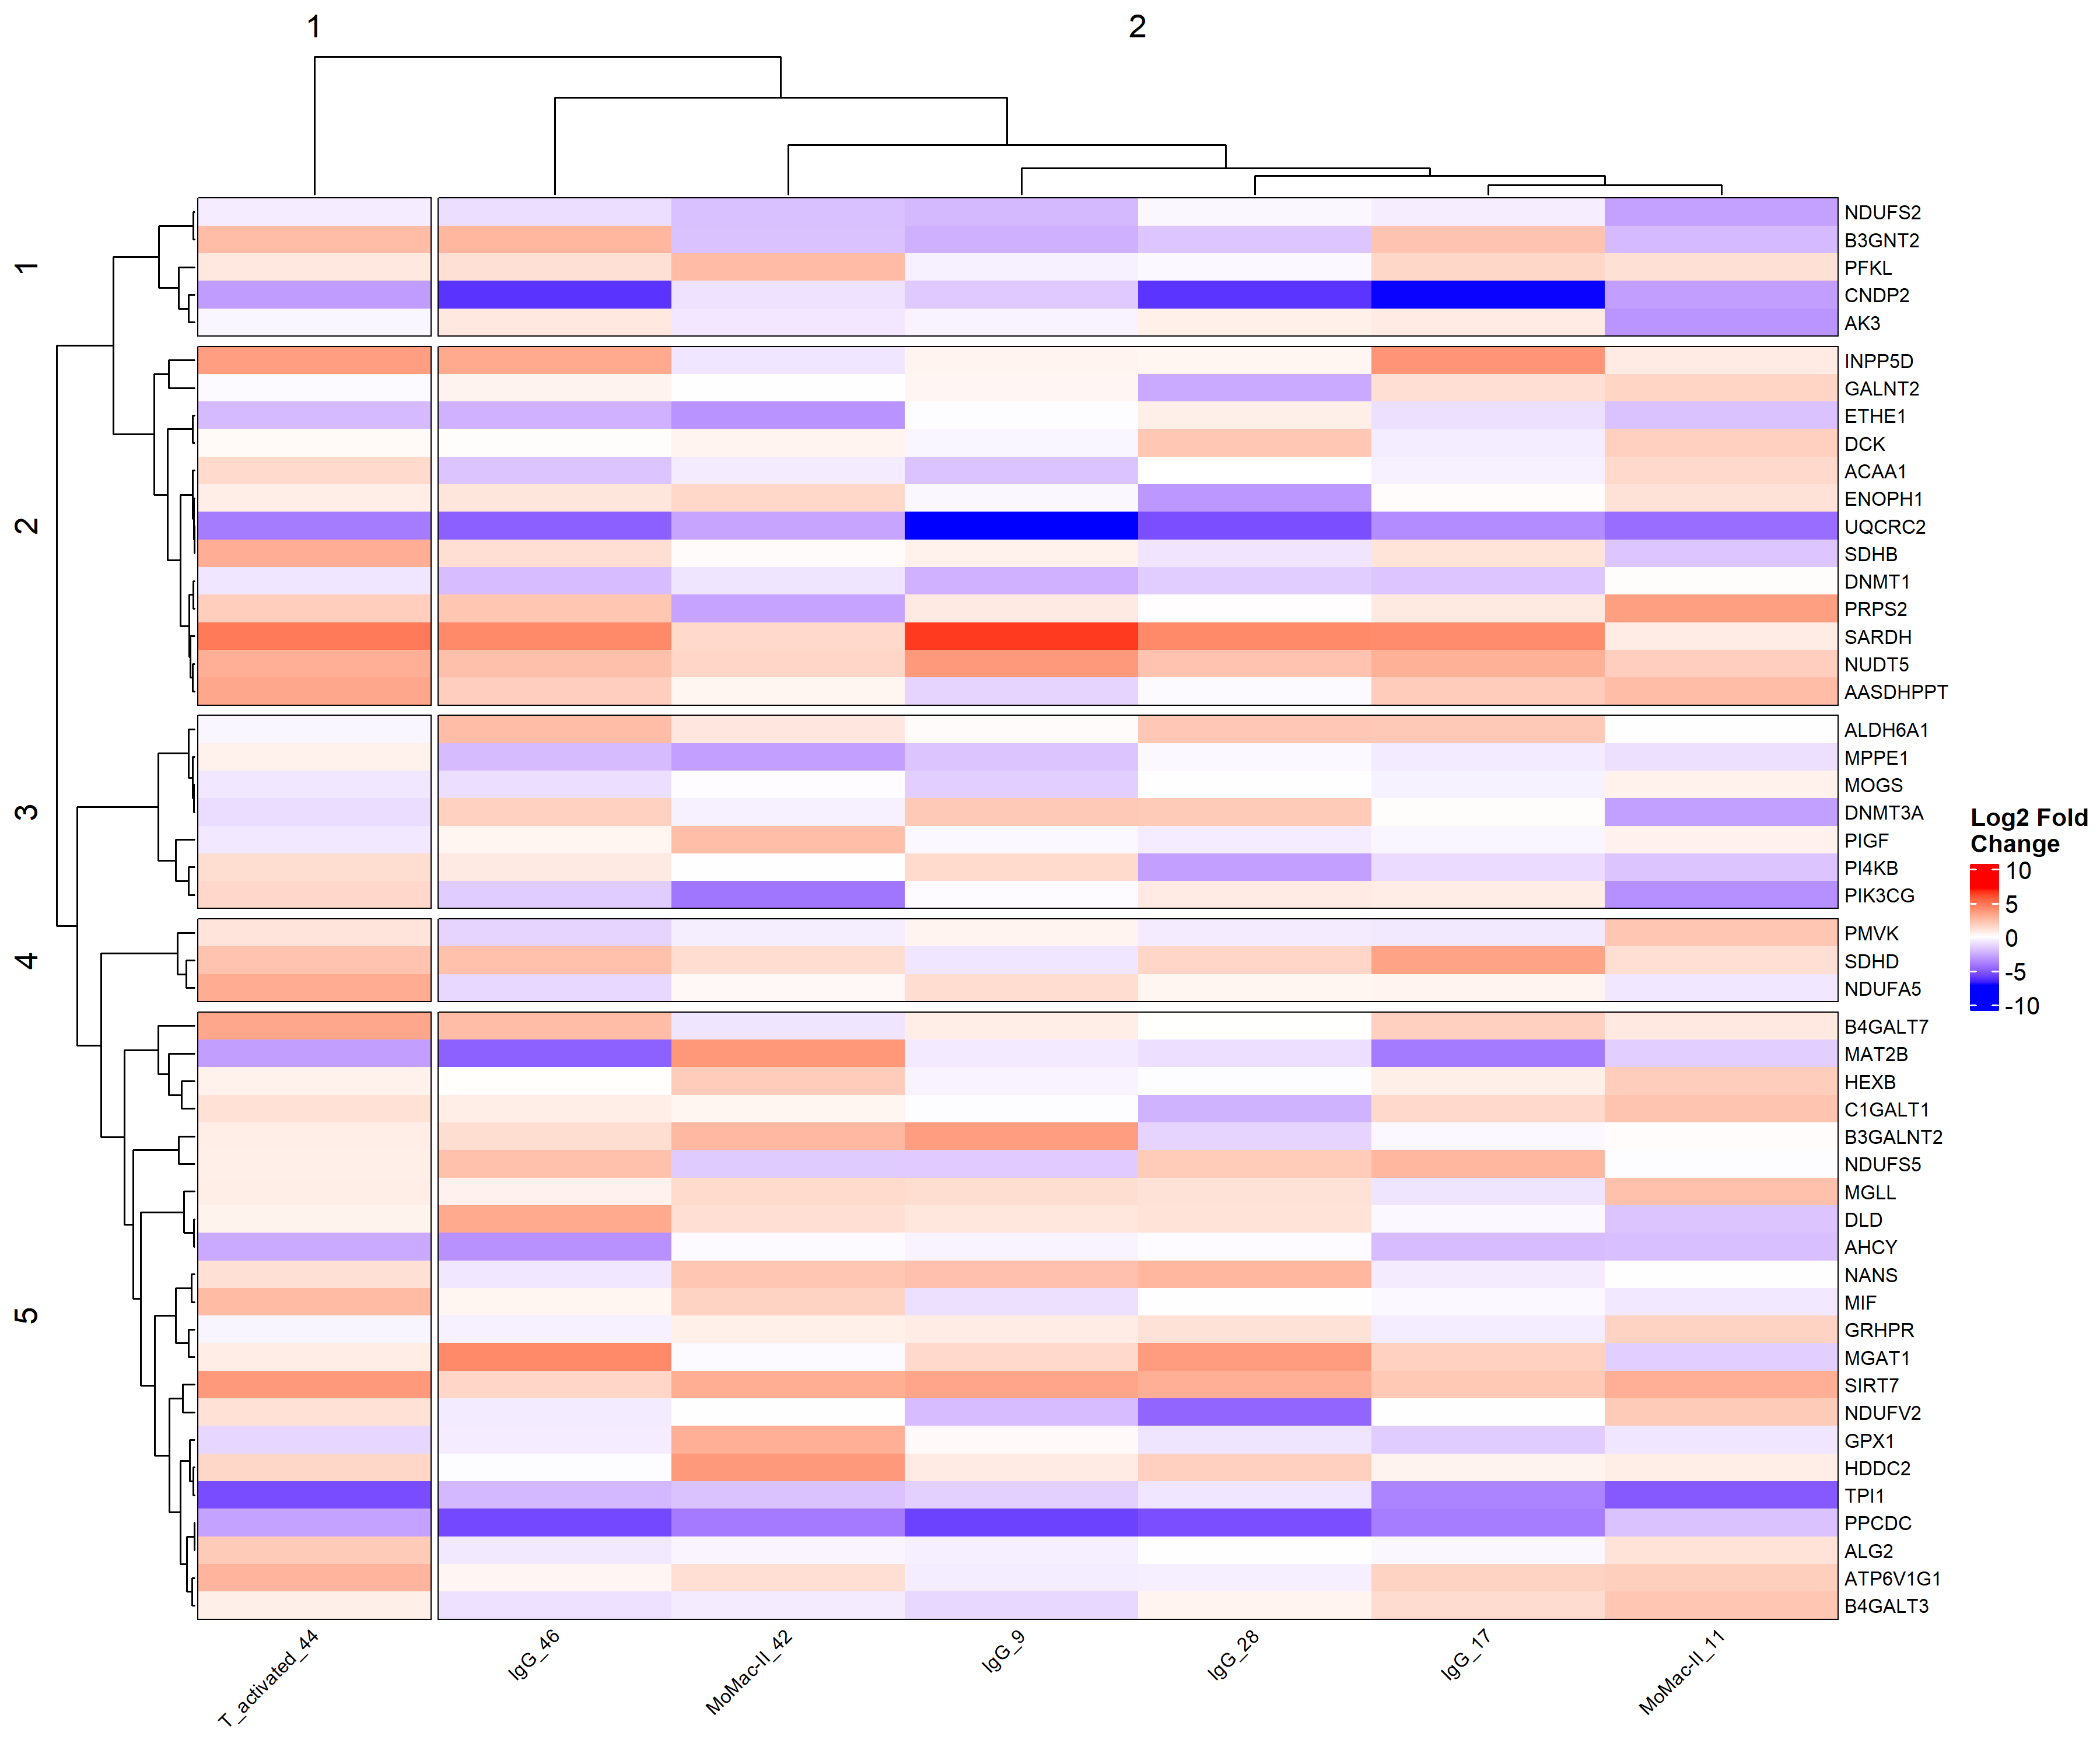 1
2
1
2
3
4
5
NDUFS2
B3GNT2
PFKL
CNDP2
AK3
INPP5D
GALNT2
ETHE1
DCK
ACAA1
ENOPH1
UQCRC2
SDHB
DNMT1
PRPS2
SARDH
NUDT5
AASDHPPT
ALDH6A1
MPPE1
MOGS
DNMT3A
PIGF
PI4KB
PIK3CG
PMVK
SDHD
NDUFA5
B4GALT7
MAT2B
HEXB
C1GALT1
B3GALNT2
NDUFS5
MGLL
DLD
AHCY
NANS
MIF
GRHPR
MGAT1
SIRT7
NDUFV2
GPX1
HDDC2
TPI1
PPCDC
ALG2
ATP6V1G1
B4GALT3
T_activated_44
IgG_46
MoMac-II_42
IgG_9
IgG_28
IgG_17
MoMac-II_11
Log2 Fold
Change
10
5
0
-5
-10